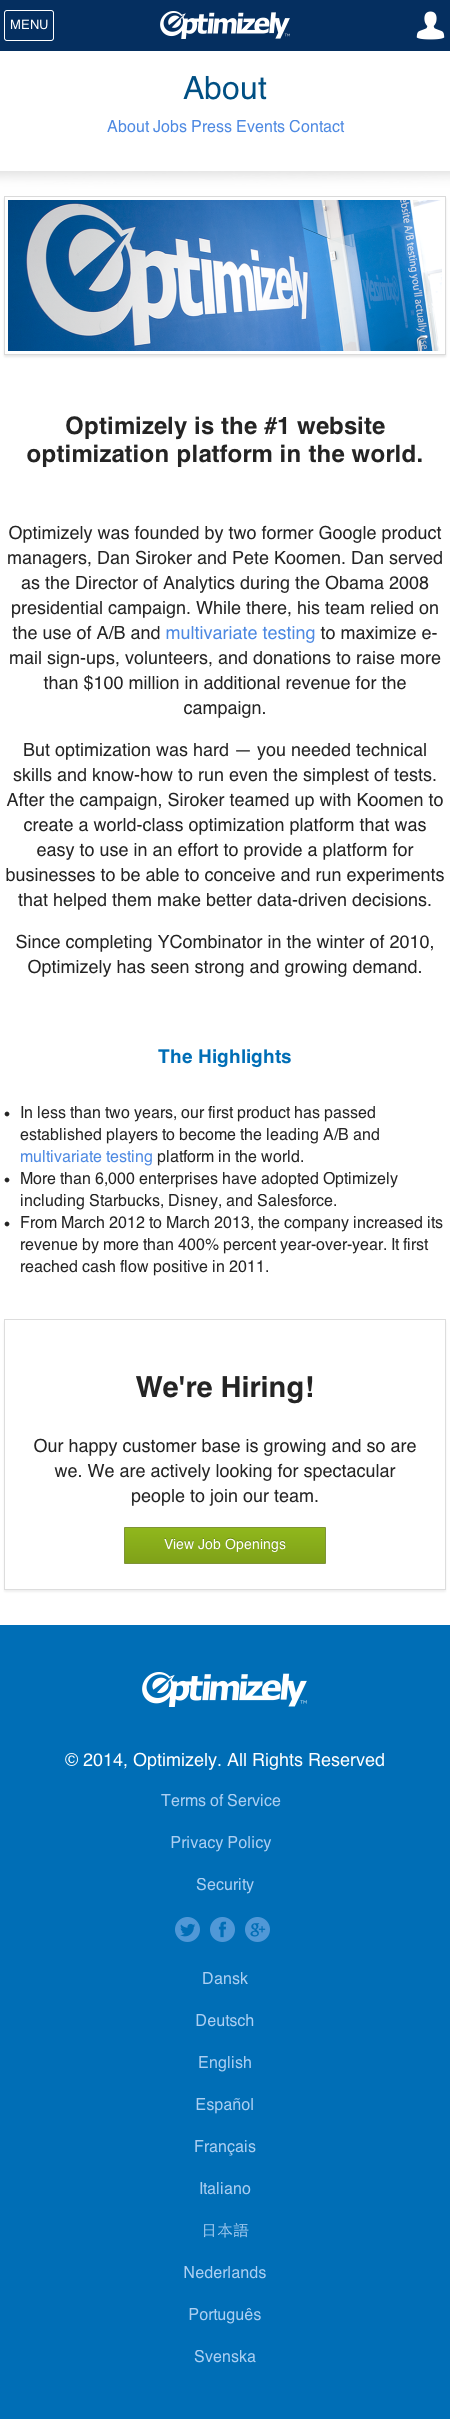 MENU
Optimizely
About
About Jobs Press Events Contact
Optimizely
Optimizely is the #1 website
optimization platform in the world.
Optimizely was founded by two former Google product
managers, Dan Siroker and Pete Koomen. Dan served
as the Director of Analytics during the Obama 2008
presidential campaign. While there, his team relied on
the use of A/B and multivariate testing to maximize e-
mail sign-ups, volunteers, and donations to raise more
than $100 million in additional revenue for the
campaign.
But optimization was hard — you needed technical
skills and know-how to run even the simplest of tests.
After the campaign, Siroker teamed up with Koomen to
create a world-class optimization platform that was
easy to use in an effort to provide a platform for
businesses to be able to conceive and run experiments
that helped them make better data-driven decisions.
Since completing YCombinator in the winter of 2010,
Optimizely has seen strong and growing demand.
The Highlights
• In less than two years, our first product has passed
established players to become the leading A/B and
multivariate testing platform in the world.
• More than 6,000 enterprises have adopted Optimizely
including Starbucks, Disney, and Salesforce.
• From March 2012 to March 2013, the company increased its
revenue by more than 400% percent year-over-year. It first
reached cash flow positive in 2011.
We're Hiring!
Our happy customer base is growing and so are
we. We are actively looking for spectacular
people to join our team.
View Job Openings
Optimizely
© 2014, Optimizely. All Rights Reserved
Terms of Service
Privacy Policy
Security
Dansk
Deutsch
English
Español
Français
Italiano
日本語
Nederlands
Português
Svenska